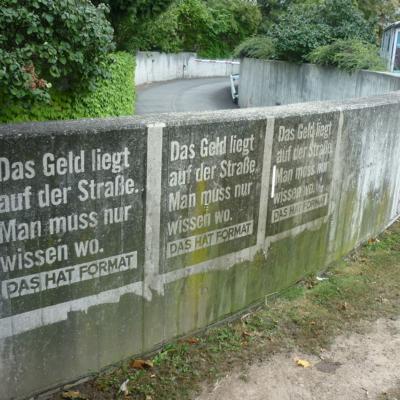 Das Geld liegt
auf der Straße.
Man muss nur
wissen wo.
DAS HAT FORMAT
Das Geld liegt
auf der Straße.
Man muss nur
wissen wo.
DAS HAT FORMAT
Das Geld liegt
auf der Straße.
Man muss nur
wissen wo.
DAS HAT FORMAT